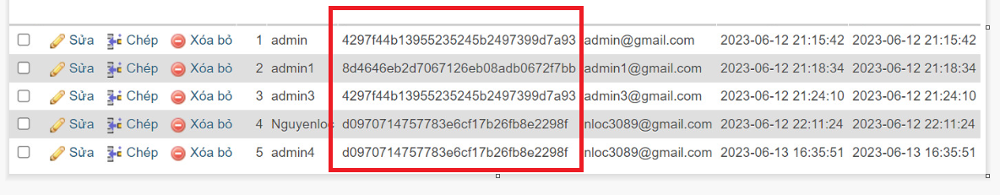 Sửa Chép Xóa bỏ 1 admin 4297f44b13955235245b2497399d7a93 admin@gmail.com 2023-06-12 21:15:42 2023-06-12 21:15:42
Sửa Chép Xóa bỏ 2 admin1 8d4646eb2d7067126eb08adb0672f7bb admin1@gmail.com 2023-06-12 21:18:34 2023-06-12 21:18:34
Sửa Chép Xóa bỏ 3 admin3 4297f44b13955235245b2497399d7a93 admin3@gmail.com 2023-06-12 21:24:10 2023-06-12 21:24:10
Sửa Chép Xóa bỏ 4 Nguyenloc d0970714757783e6cf17b26fb8e2298f nloc3089@gmail.com 2023-06-12 22:11:24 2023-06-12 22:11:24
Sửa Chép Xóa bỏ 5 admin4 d0970714757783e6cf17b26fb8e2298f nloc3089@gmail.com 2023-06-13 16:35:51 2023-06-13 16:35:51